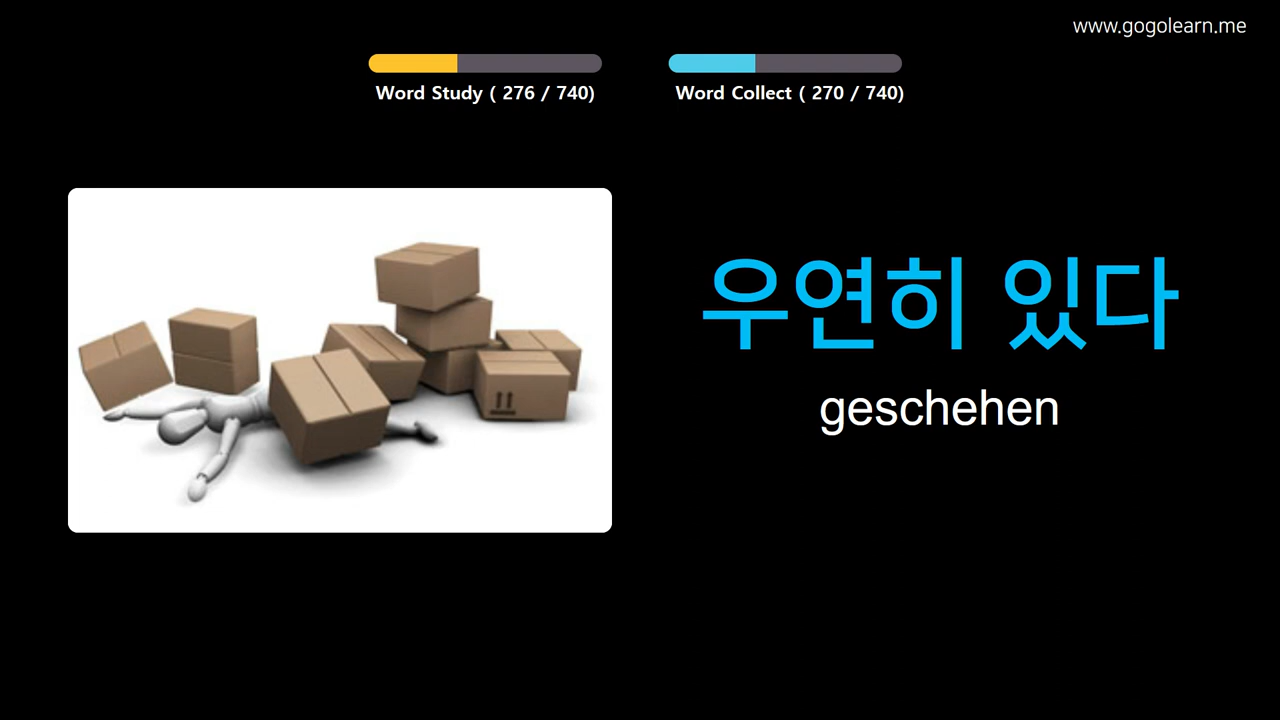 www.gogolearn.me
Word Study ( 276 / 740)
Word Collect ( 270 / 740)
우연히 있다
geschehen